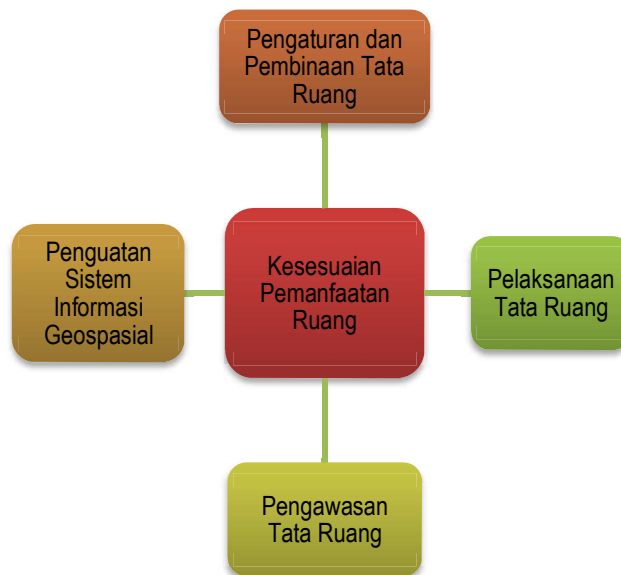 Pengaturan dan
Pembinaan Tata
Ruang
Penguatan
Sistem
Informasi
Geospasial
Kesesuaian
Pemanfaatan
Ruang
Pelaksanaan
Tata Ruang
Pengawasan
Tata Ruang